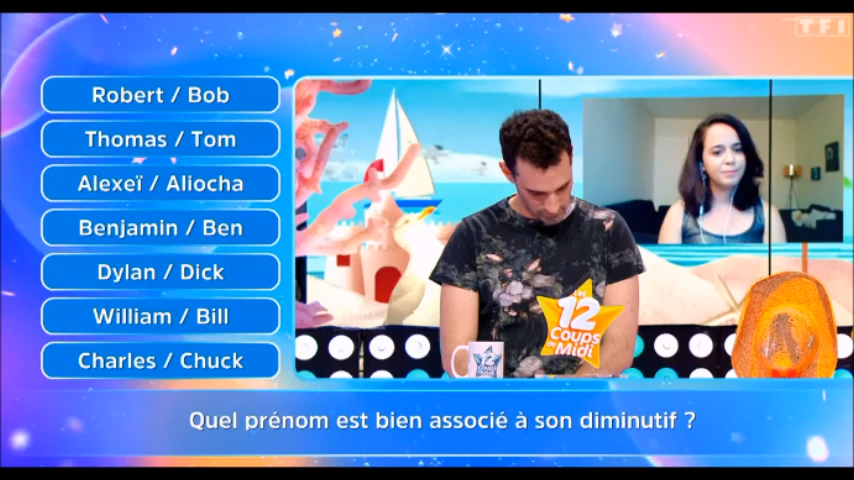 TF1
Robert / Bob
Thomas / Tom
Alexeï / Aliocha
Benjamin / Ben
Dylan / Dick
William / Bill
Charles / Chuck
Les
12
Coups
de Midi
Quel prénom est bien associé à son diminutif ?